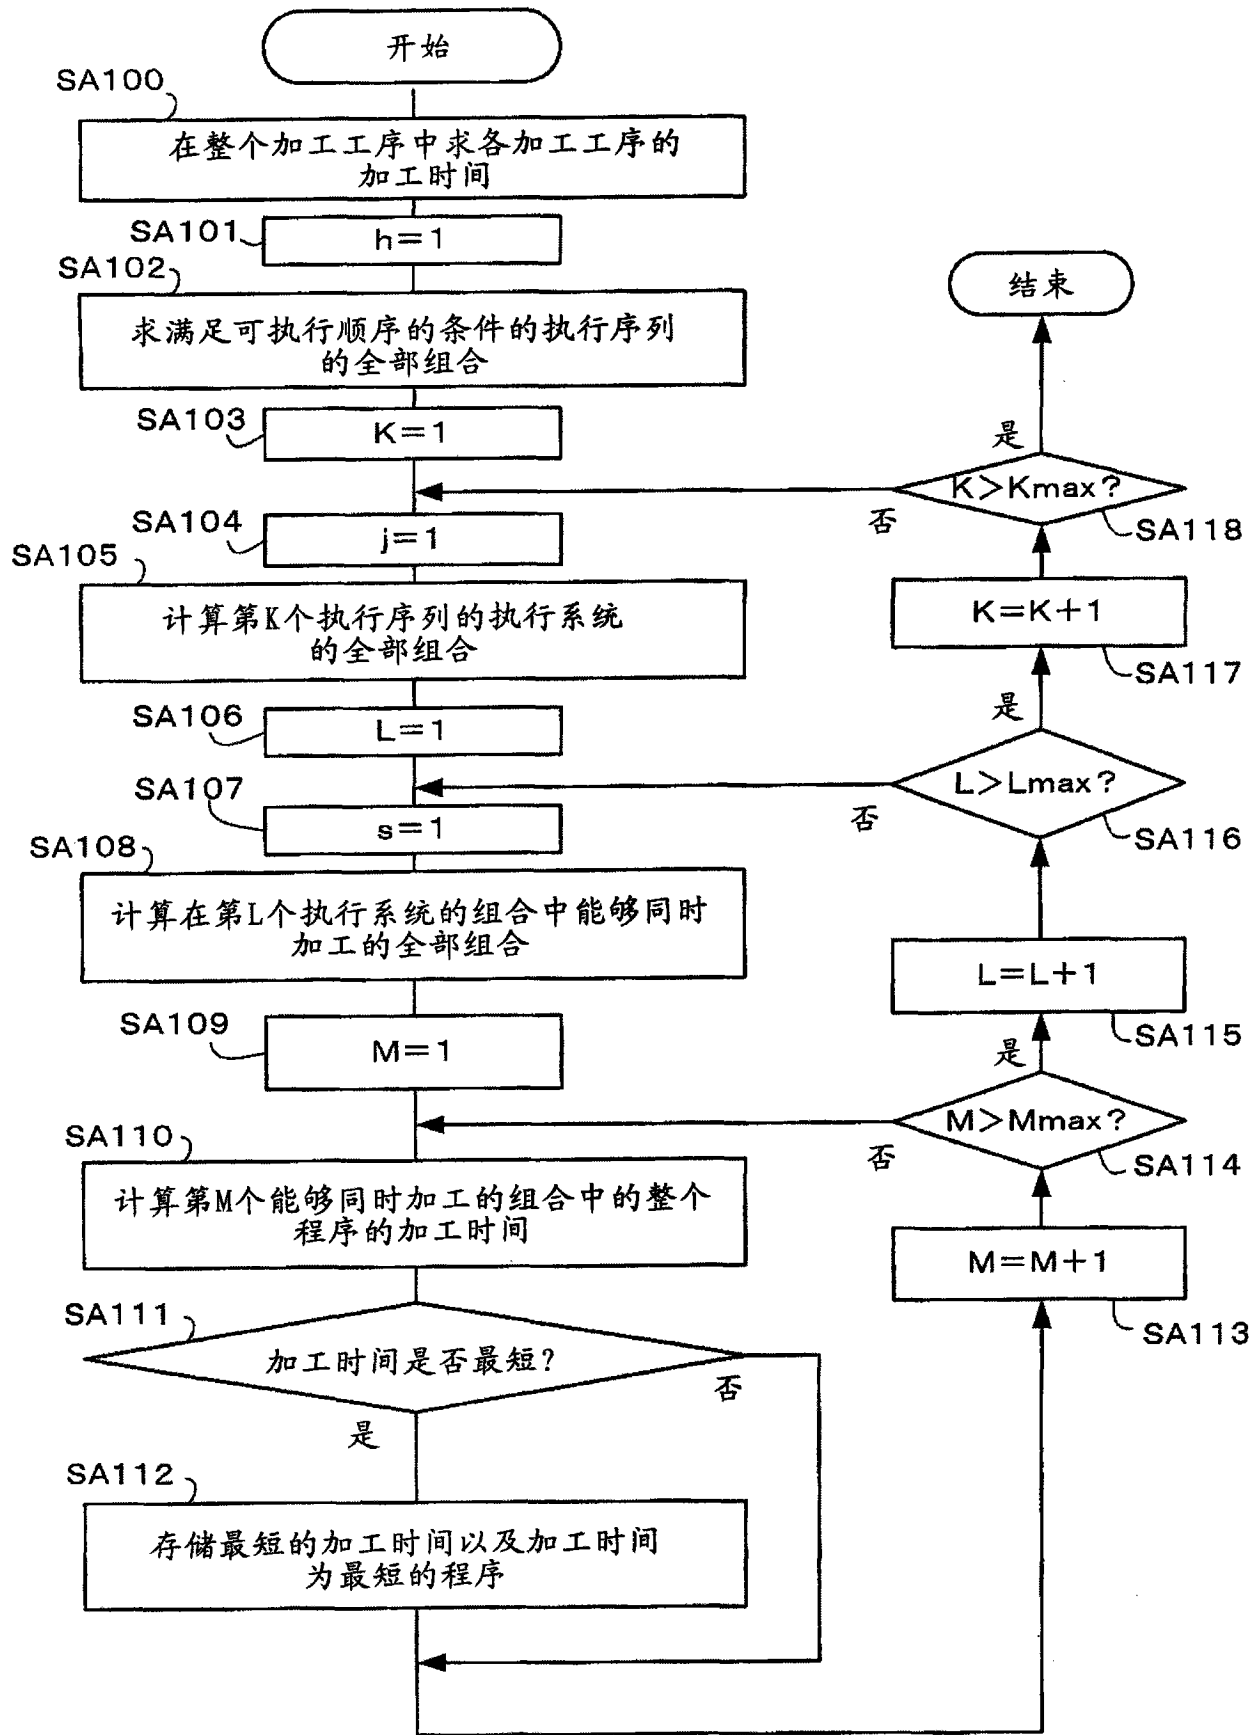 开始
SA100
在整个加工工序中求各加工工序的
加工时间
SA101
h=1
SA102
求满足可执行顺序的条件的执行序列
的全部组合
SA103
K=1
SA104
j=1
SA105
计算第K个执行序列的执行系统
的全部组合
SA106
L=1
SA107
s=1
SA108
计算在第L个执行系统的组合中能够同时
加工的全部组合
SA109
M=1
SA110
计算第M个能够同时加工的组合中的整个
程序的加工时间
SA111
加工时间是否最短?
否
是
SA112
存储最短的加工时间以及加工时间
为最短的程序
结束
是
K>Kmax?
否
SA118
K=K+1
SA117
是
L>Lmax?
否
SA116
L=L+1
SA115
是
M>Mmax?
否
SA114
M=M+1
SA113